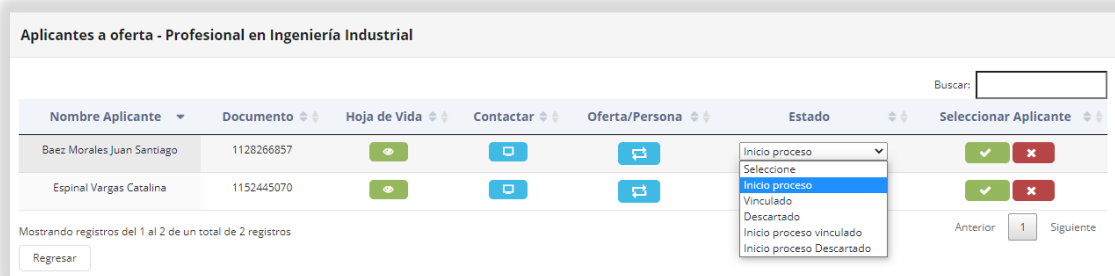 Aplicantes a oferta - Profesional en Ingeniería Industrial
Buscar:
Nombre Aplicante Documento Hoja de Vida Contactar Oferta/Persona Estado Seleccionar Aplicante
Baez Morales Juan Santiago 1128266857 Inicio proceso
Seleccione
Espinal Vargas Catalina 1152445070 Inicio proceso
Vinculado
Descartado
Mostrando registros del 1 al 2 de un total de 2 registros Inicio proceso vinculado Anterior 1 Siguiente
Inicio proceso Descartado
Regresar